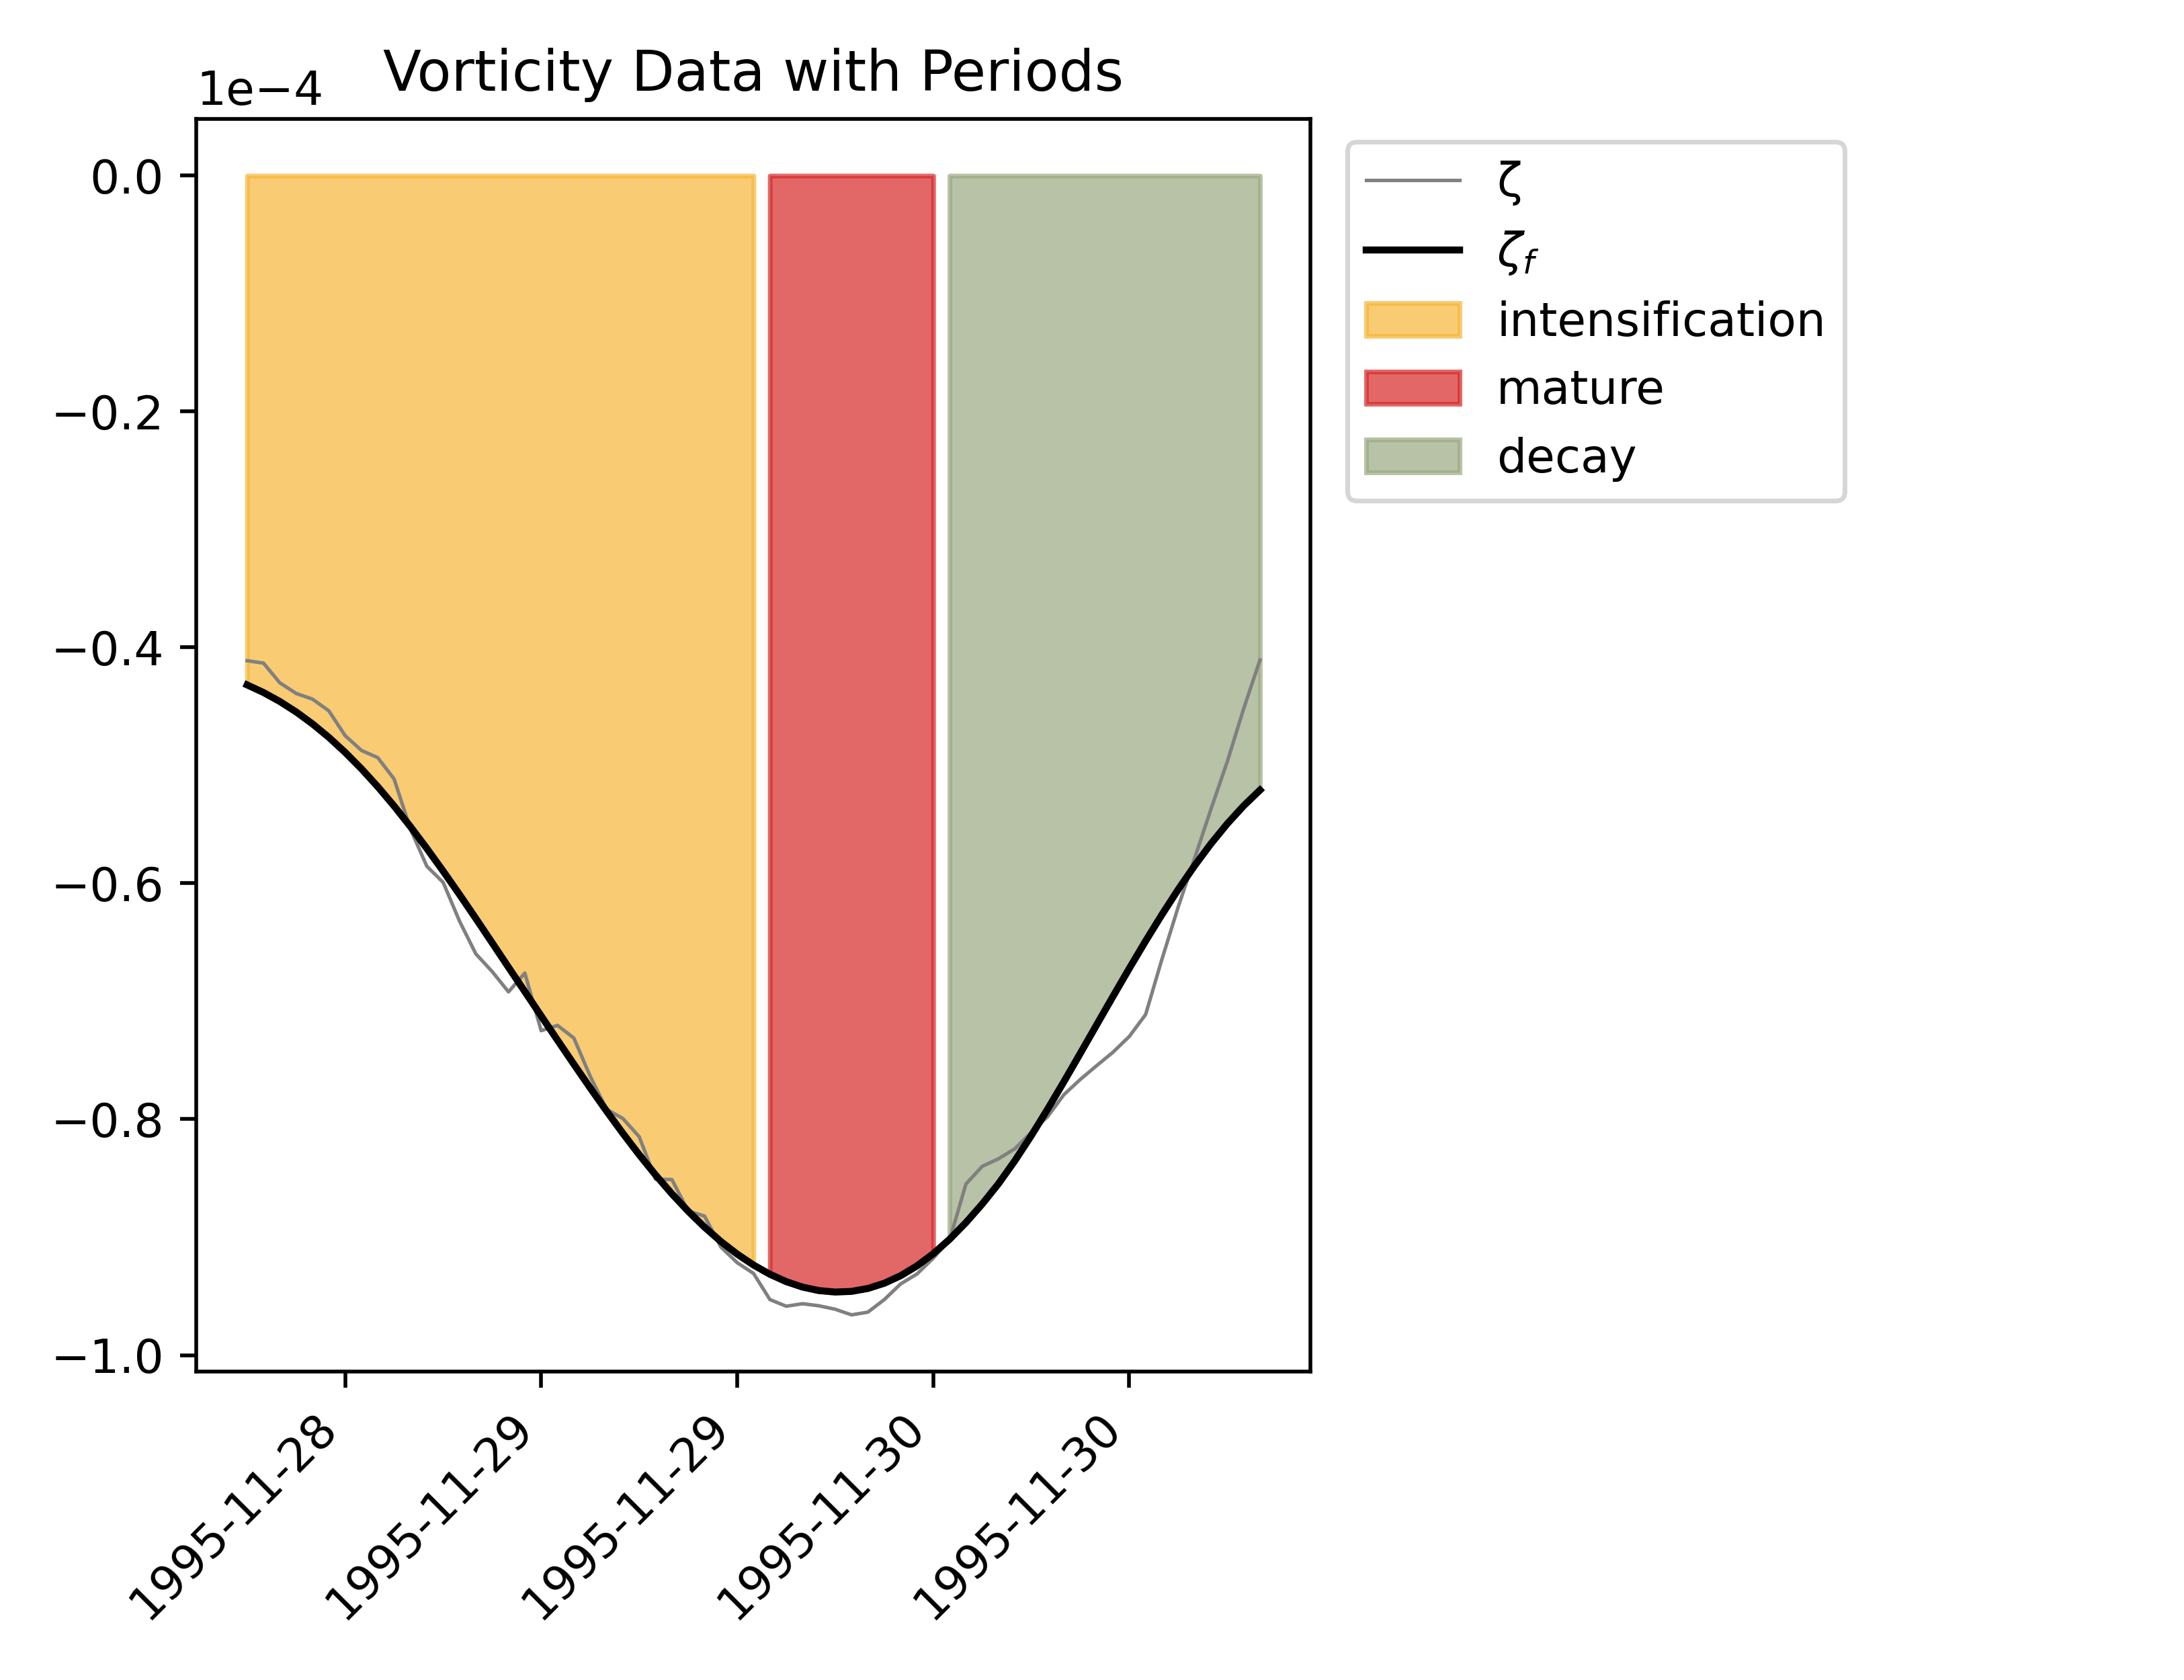 Vorticity Data with Periods
1e−4
0.0
−0.2
−0.4
−0.6
−0.8
−1.0
1995-11-28
1995-11-29
1995-11-29
1995-11-30
1995-11-30
ζ
ζf
intensification
mature
decay